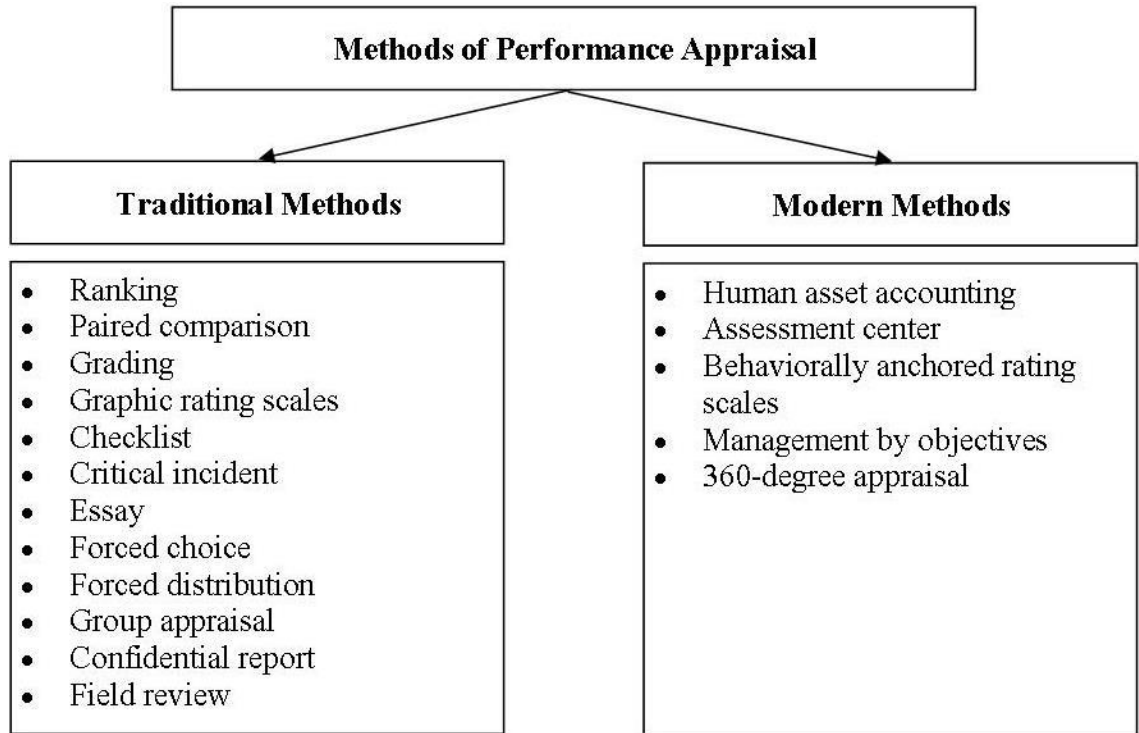 Methods of Performance Appraisal
Traditional Methods
• Ranking
• Paired comparison
• Grading
• Graphic rating scales
• Checklist
• Critical incident
• Essay
• Forced choice
• Forced distribution
• Group appraisal
• Confidential report
• Field review
Modern Methods
• Human asset accounting
• Assessment center
• Behaviorally anchored rating
scales
• Management by objectives
• 360-degree appraisal